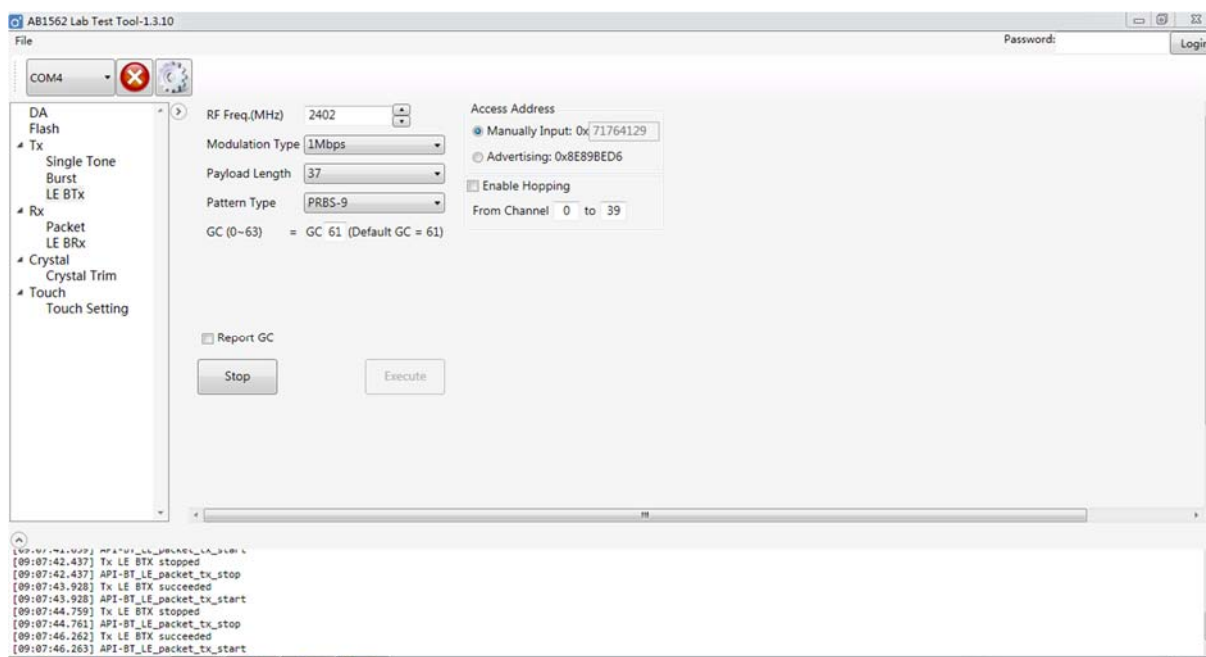 AB1562 Lab Test Tool-1.3.10
File
Password:
Login
COM4
DA
Flash
Tx
Single Tone
Burst
LE BTx
Rx
Packet
LE BRx
Crystal
Crystal Trim
Touch
Touch Setting
RF Freq.(MHz) 2402
Modulation Type 1Mbps
Payload Length 37
Pattern Type PRBS-9
GC (0~63) = GC 61 (Default GC = 61)
Report GC
Stop Execute
Access Address
Manually Input: 0x 71764129
Advertising: 0x8E89BED6
Enable Hopping
From Channel 0 to 39
[09:07:42.437] Tx LE BTX stopped
[09:07:42.437] API-BT_LE_packet_tx_stop
[09:07:43.928] Tx LE BTX succeeded
[09:07:43.928] API-BT_LE_packet_tx_start
[09:07:44.759] Tx LE BTX stopped
[09:07:44.761] API-BT_LE_packet_tx_stop
[09:07:46.262] Tx LE BTX succeeded
[09:07:46.263] API-BT_LE_packet_tx_start